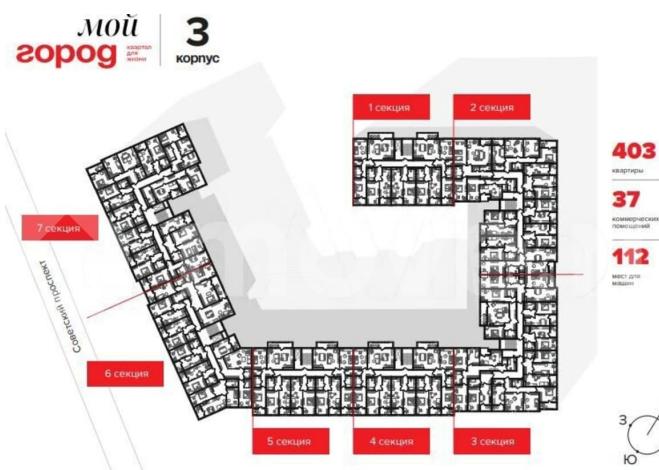 мой
город
квартал
для
жизни
3
корпус
1 секция
2 секция
403
квартиры
37
коммерческих
помещений
112
мест для
машин
7 секция
Советский проспект
6 секция
5 секция
4 секция
3 секция
З
Ю